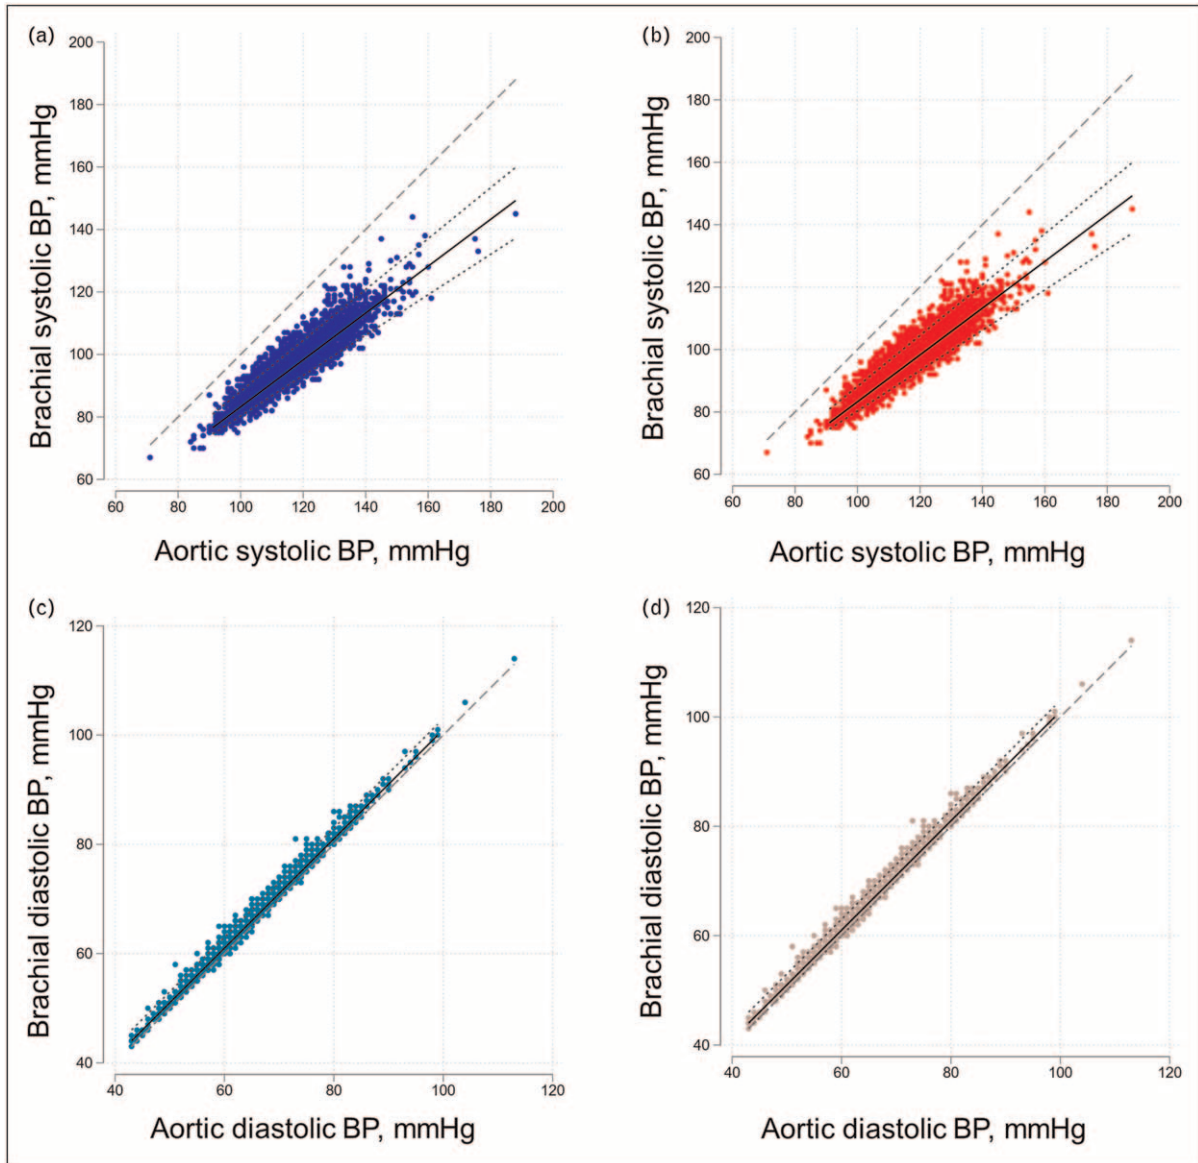 (a)
200
180
160
140
120
100
80
60
Brachial systolic BP, mmHg
60 80 100 120 140 160 180 200
Aortic systolic BP, mmHg
(b)
200
180
160
140
120
100
80
60
Brachial systolic BP, mmHg
60 80 100 120 140 160 180 200
Aortic systolic BP, mmHg
(c)
120
100
80
60
40
Brachial diastolic BP, mmHg
40 60 80 100 120
Aortic diastolic BP, mmHg
(d)
120
100
80
60
40
Brachial diastolic BP, mmHg
40 60 80 100 120
Aortic diastolic BP, mmHg